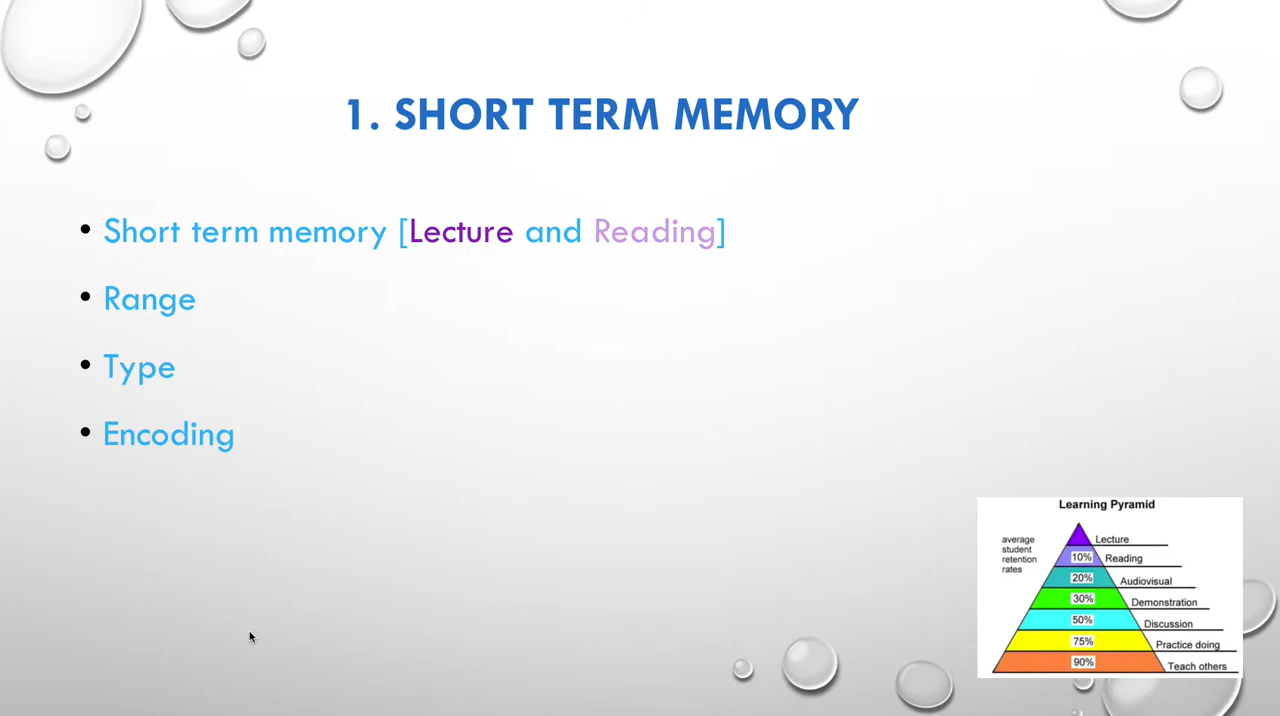 1. SHORT TERM MEMORY
• Short term memory [Lecture and Reading]
• Range
• Type
• Encoding
Learning Pyramid
average
student
retention
rates
Lecture
10% Reading
20% Audiovisual
30% Demonstration
50% Discussion
75% Practice doing
90% Teach others